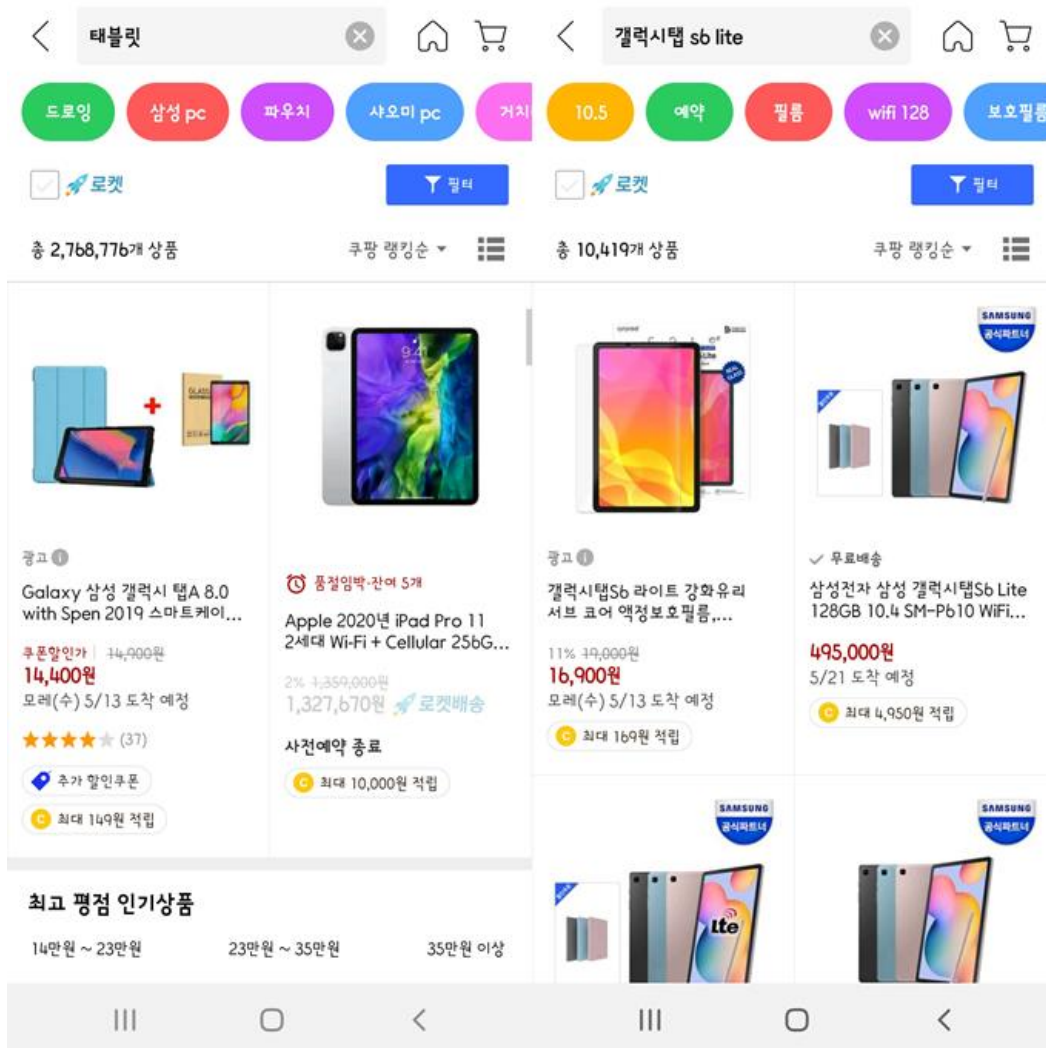 태블릿
드로잉
삼성 pc
파우치
샤오미 pc
로켓
필터
총 2,768,776개 상품
쿠팡 랭킹순
광고
Galaxy 삼성 갤럭시 탭A 8.0
with Spen 2019 스마트케이...
쿠폰할인가 14,900원
14,400원
모레(수) 5/13 도착 예정
(37)
추가 할인쿠폰
최대 149원 적립
9:41
품절임박·잔여 5개
Apple 2020년 iPad Pro 11
2세대 Wi-Fi + Cellular 256G...
2% 1,359,000원
1,327,670원 로켓배송
사전예약 종료
최대 10,000원 적립
최고 평점 인기상품
14만원 ~ 23만원
23만원 ~ 35만원
35만원 이상
갤럭시탭 s6 lite
10.5
예약
필름
wifi 128
보호필름
로켓
필터
총 10,419개 상품
쿠팡 랭킹순
광고
갤럭시탭S6 라이트 강화유리
서브 코어 액정보호필름,...
11% 19,000원
16,900원
모레(수) 5/13 도착 예정
최대 169원 적립
SAMSUNG
공식파트너
무료배송
삼성전자 삼성 갤럭시탭S6 Lite
128GB 10.4 SM-P610 WiFi...
495,000원
5/21 도착 예정
최대 4,950원 적립
SAMSUNG
공식파트너
Lte
SAMSUNG
공식파트너